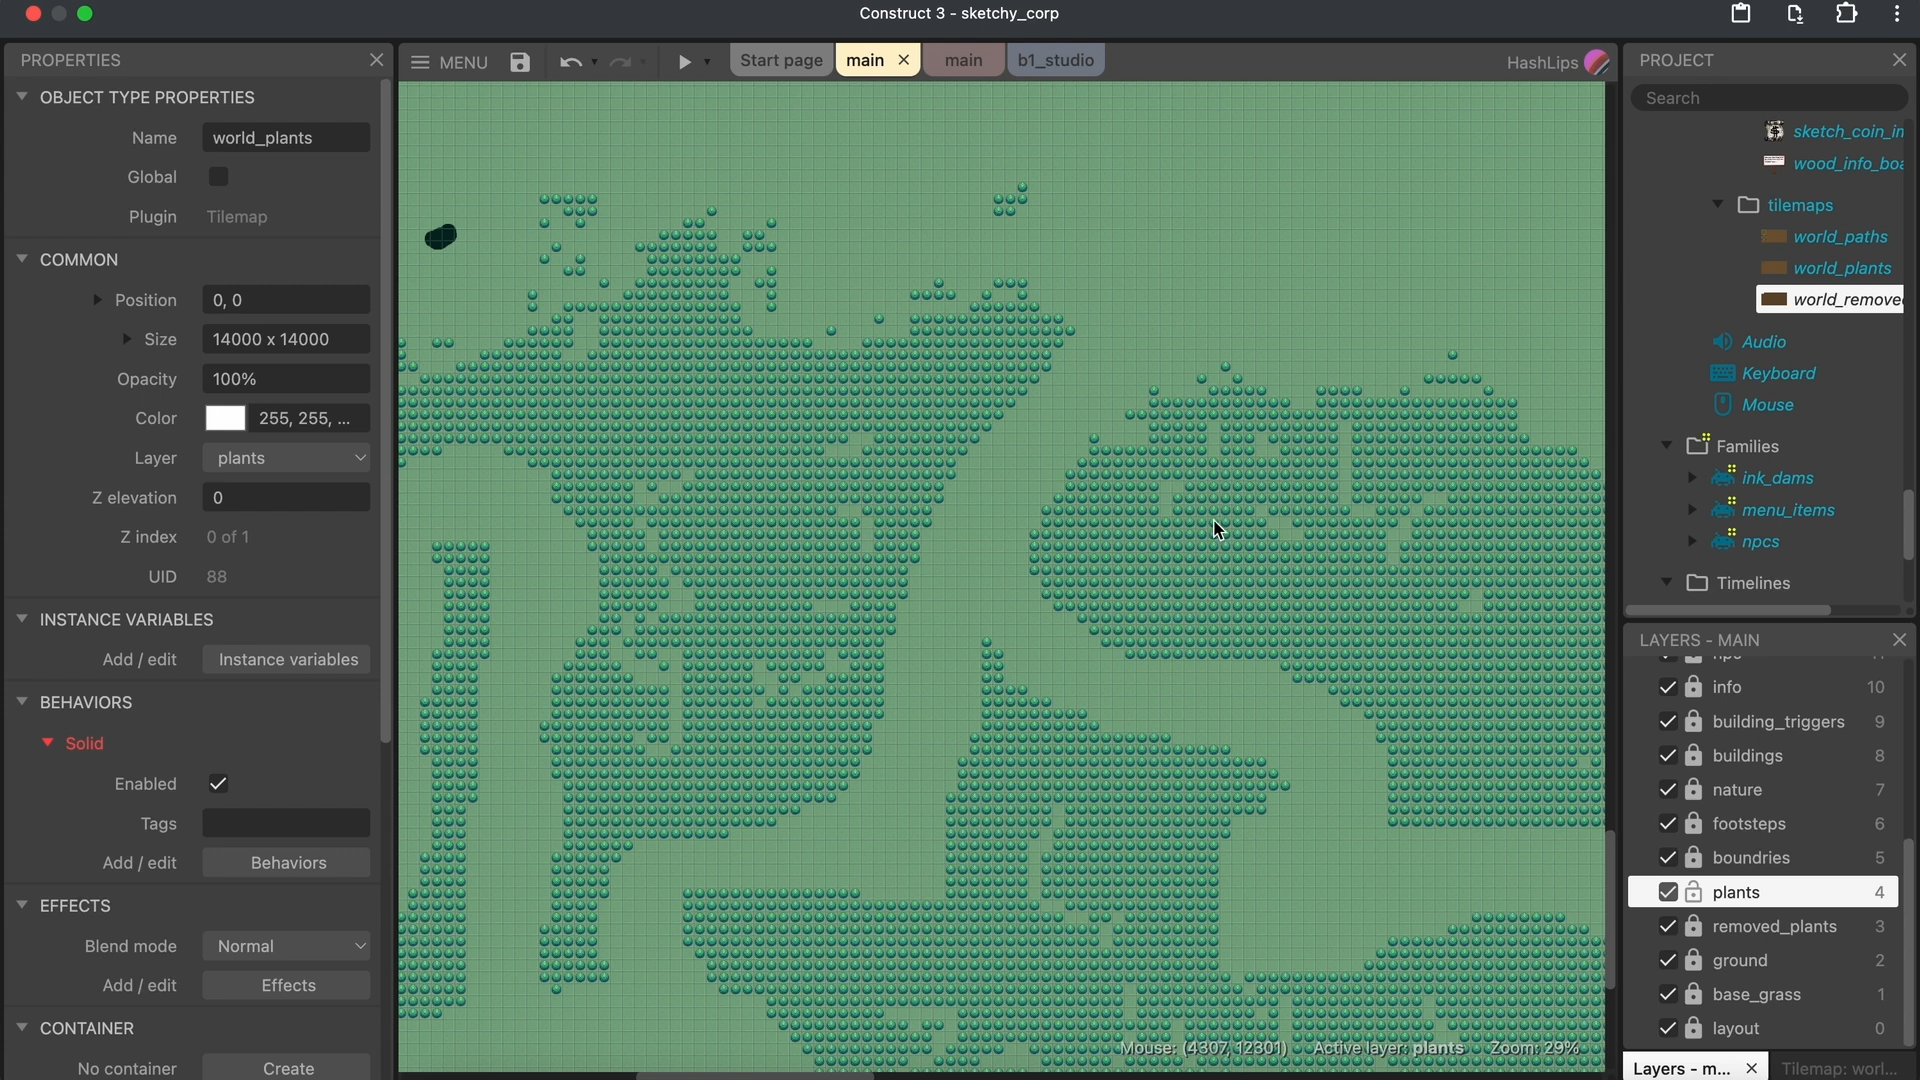 Construct 3 - sketchy_corp
PROPERTIES
OBJECT TYPE PROPERTIES
Name world_plants
Global
Plugin Tilemap
COMMON
Position 0, 0
Size 14000 x 14000
Opacity 100%
Color 255, 255, ...
Layer plants
Z elevation 0
Z index 0 of 1
UID 88
INSTANCE VARIABLES
Add / edit Instance variables
BEHAVIORS
Solid
Enabled
Tags
Add / edit Behaviors
EFFECTS
Blend mode Normal
Add / edit Effects
CONTAINER
No container Create
MENU
Start page
main
main
b1_studio
HashLips
Mouse: (4307, 12301) Active layer: plants Zoom: 29%
PROJECT
Search
sketch_coin_in
wood_info_boa
tilemaps
world_paths
world_plants
world_removed
Audio
Keyboard
Mouse
Families
ink_dams
menu_items
npcs
Timelines
LAYERS - MAIN
info 10
building_triggers 9
buildings 8
nature 7
footsteps 6
boundries 5
plants 4
removed_plants 3
ground 2
base_grass 1
layout 0
Layers - m...
Tilemap: worl...